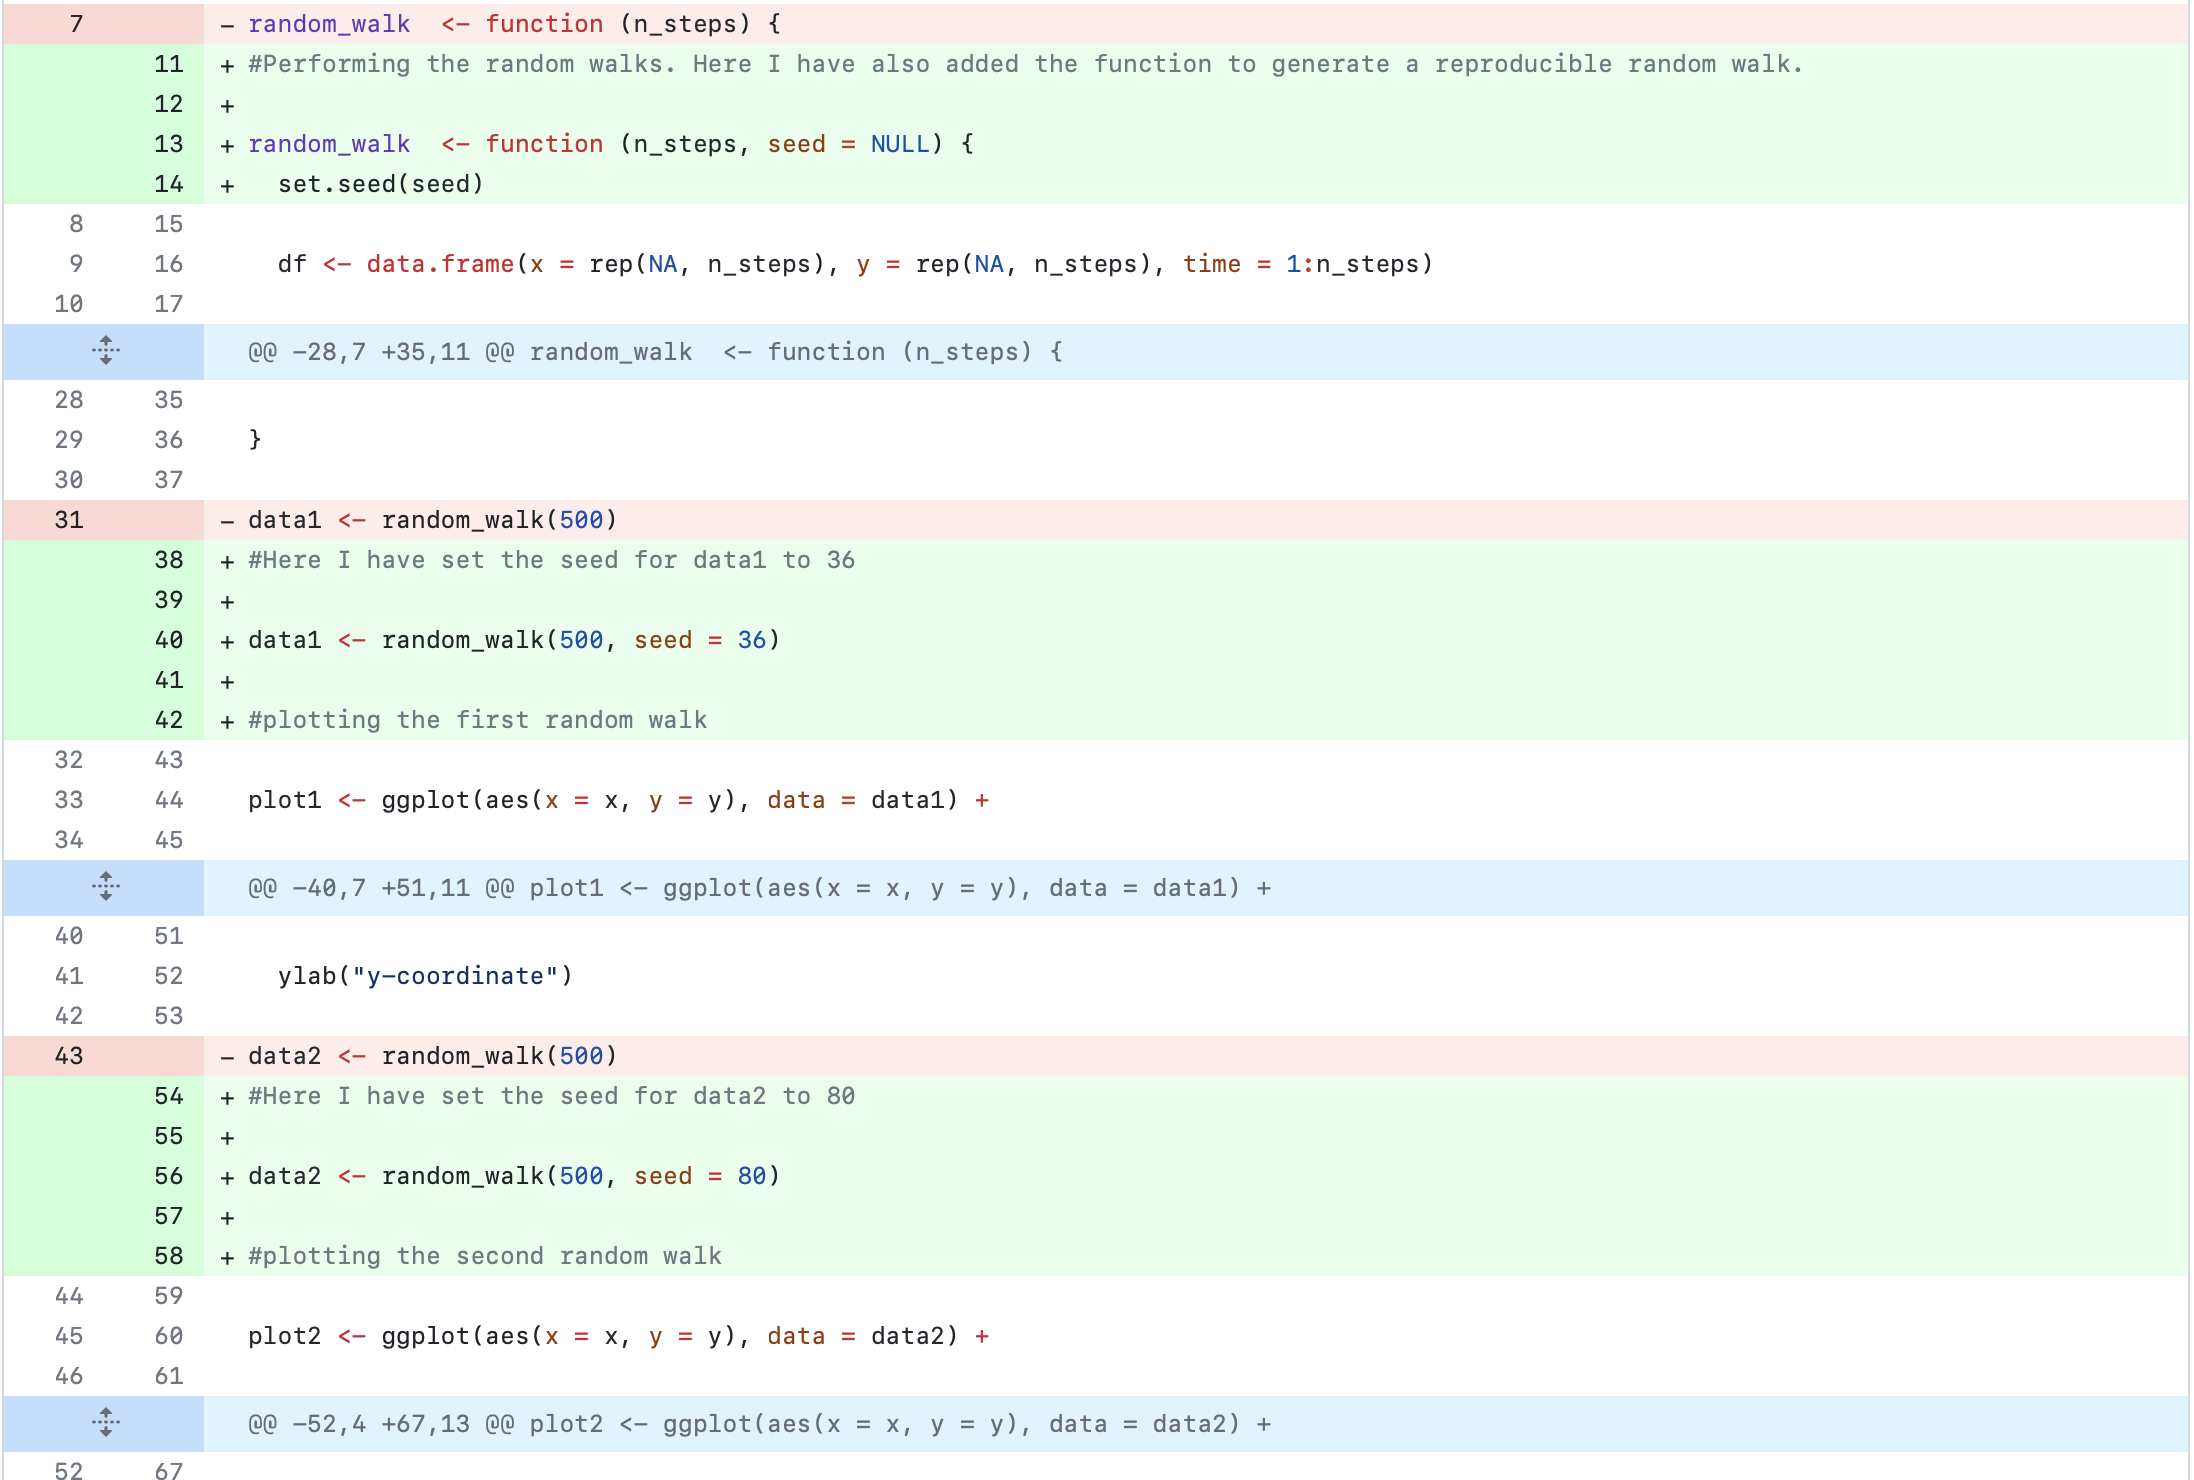 7 - random_walk  <- function (n_steps) {
11 + #Performing the random walks. Here I have also added the function to generate a reproducible random walk.
12 +
13 + random_walk  <- function (n_steps, seed = NULL) {
14 +   set.seed(seed)
8 15
9 16   df <- data.frame(x = rep(NA, n_steps), y = rep(NA, n_steps), time = 1:n_steps)
10 17
@@ -28,7 +35,11 @@ random_walk  <- function (n_steps) {
28 35
29 36 }
30 37
31 - data1 <- random_walk(500)
38 + #Here I have set the seed for data1 to 36
39 +
40 + data1 <- random_walk(500, seed = 36)
41 +
42 + #plotting the first random walk
32 43
33 44 plot1 <- ggplot(aes(x = x, y = y), data = data1) +
34 45
@@ -40,7 +51,11 @@ plot1 <- ggplot(aes(x = x, y = y), data = data1) +
40 51
41 52   ylab("y-coordinate")
42 53
43 - data2 <- random_walk(500)
54 + #Here I have set the seed for data2 to 80
55 +
56 + data2 <- random_walk(500, seed = 80)
57 +
58 + #plotting the second random walk
44 59
45 60 plot2 <- ggplot(aes(x = x, y = y), data = data2) +
46 61
@@ -52,4 +67,13 @@ plot2 <- ggplot(aes(x = x, y = y), data = data2) +
52 67